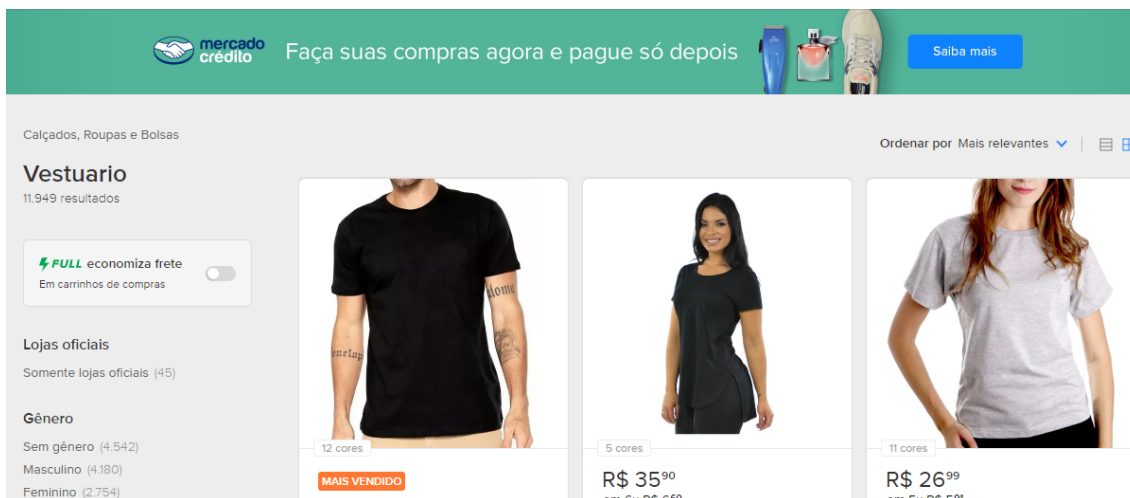 mercado
crédito
Faça suas compras agora e pague só depois
Saiba mais
Calçados, Roupas e Bolsas
Ordenar por Mais relevantes
Vestuario
11.949 resultados
FULL economiza frete
Em carrinhos de compras
Lojas oficiais
Somente lojas oficiais (45)
Gênero
Sem gênero (4.542)
Masculino (4.180)
Feminino (2.754)
12 cores
MAIS VENDIDO
5 cores
R$ 35⁹⁰
11 cores
R$ 26⁹⁹